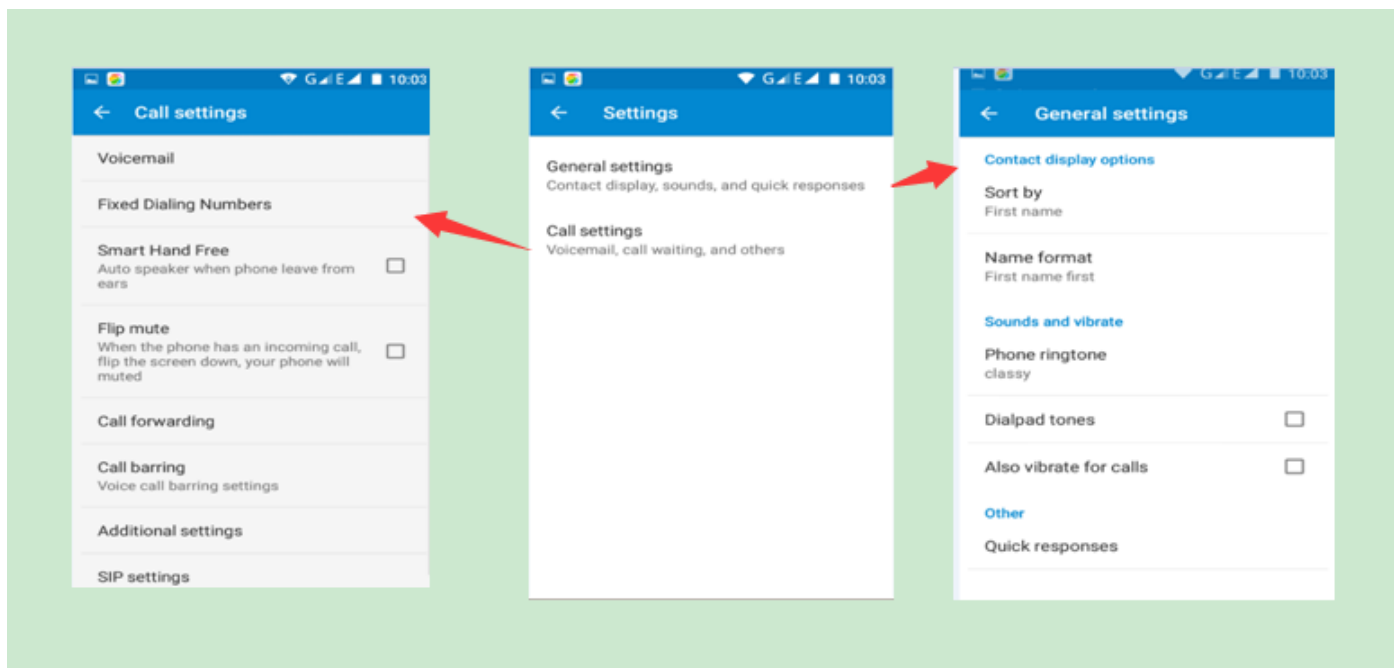 G E 10:03
Call settings
Voicemail
Fixed Dialing Numbers
Smart Hand Free
Auto speaker when phone leave from
ears
Flip mute
When the phone has an incoming call,
flip the screen down, your phone will
muted
Call forwarding
Call barring
Voice call barring settings
Additional settings
SIP settings
G E 10:03
Settings
General settings
Contact display, sounds, and quick responses
Call settings
Voicemail, call waiting, and others
G E 10:03
General settings
Contact display options
Sort by
First name
Name format
First name first
Sounds and vibrate
Phone ringtone
classy
Dialpad tones
Also vibrate for calls
Other
Quick responses